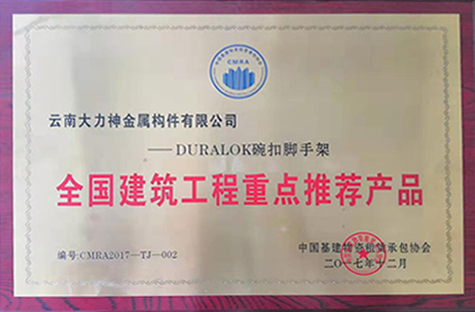 CMRA
云南大力神金属构件有限公司
——DURALOK碗扣脚手架
全国建筑工程重点推荐产品
编号:CMRA2017—TJ—002
中国基建物资租赁承包协会
二〇一七年十二月